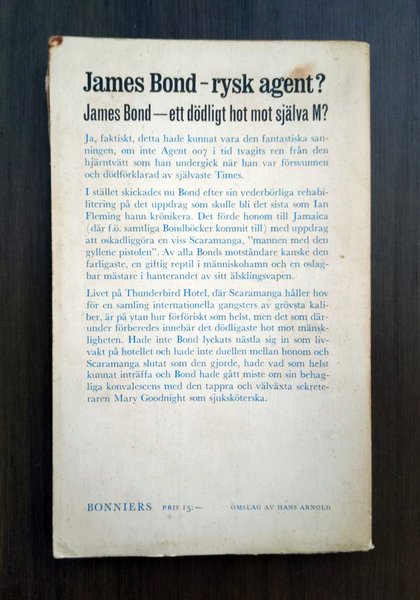 James Bond – rysk agent?
James Bond — ett dödligt hot mot själva M?
Ja, faktiskt, detta hade kunnat vara den fantastiska san-
ningen, om inte Agent 007 i tid tvagits ren från den
hjärntvätt som han undergick när han var försvunnen
och dödförklarad av självaste Times.
I stället skickades nu Bond efter sin vederbörliga rehabi-
litering på det uppdrag som skulle bli det sista som Ian
Fleming hann krönikera. Det förde honom till Jamaica
(där f.ö. samtliga Bondböcker kommit till) med uppdrag
att oskadliggöra en viss Scaramanga, "mannen med den
gyllene pistolen". Av alla Bonds motståndare kanske den
farligaste, en giftig reptil i människohamn och en oslag-
bar mästare i hanterandet av sitt älsklingsvapen.
Livet på Thunderbird Hotel, där Scaramanga håller hov
för en samling internationella gangsters av grövsta kali-
ber, är på ytan hur förföriskt som helst, men det som där-
under förberedes innebär det dödligaste hot mot mänsk-
ligheten. Hade inte Bond lyckats nästla sig in som liv-
vakt på hotellet och hade inte duellen mellan honom och
Scaramanga slutat som den gjorde, hade vad som helst
kunnat inträffa och Bond hade gått miste om sin behag-
liga konvalescens med den tappra och välväxta sekrete-
raren Mary Goodnight som sjuksköterska.
BONNIERS PRIS 15:— OMSLAG AV HANS ARNOLD